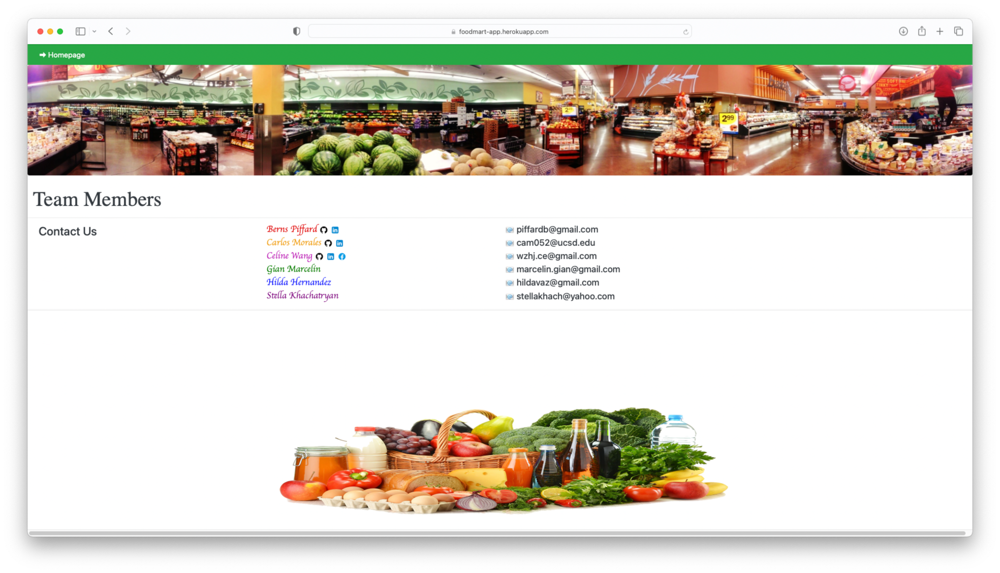 foodmart-app.herokuapp.com
Homepage
2⁹⁹
Team Members
Contact Us
Berns Piffard
piffardb@gmail.com
Carlos Morales
cam052@ucsd.edu
Celine Wang
wzhj.ce@gmail.com
Gian Marcelin
marcelin.gian@gmail.com
Hilda Hernandez
hildavaz@gmail.com
Stella Khachatryan
stellakhach@yahoo.com